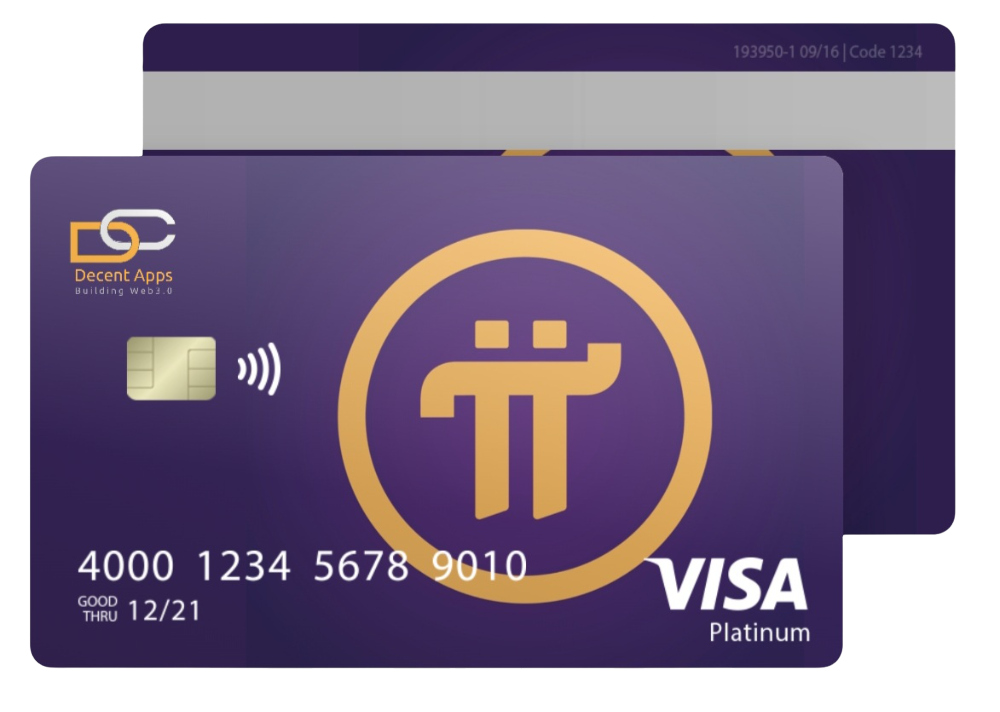 193950-1 09/16 | Code 1234
DC
Decent Apps
Building Web3.0
4000 1234 5678 9010
GOOD
THRU 12/21
VISA
Platinum